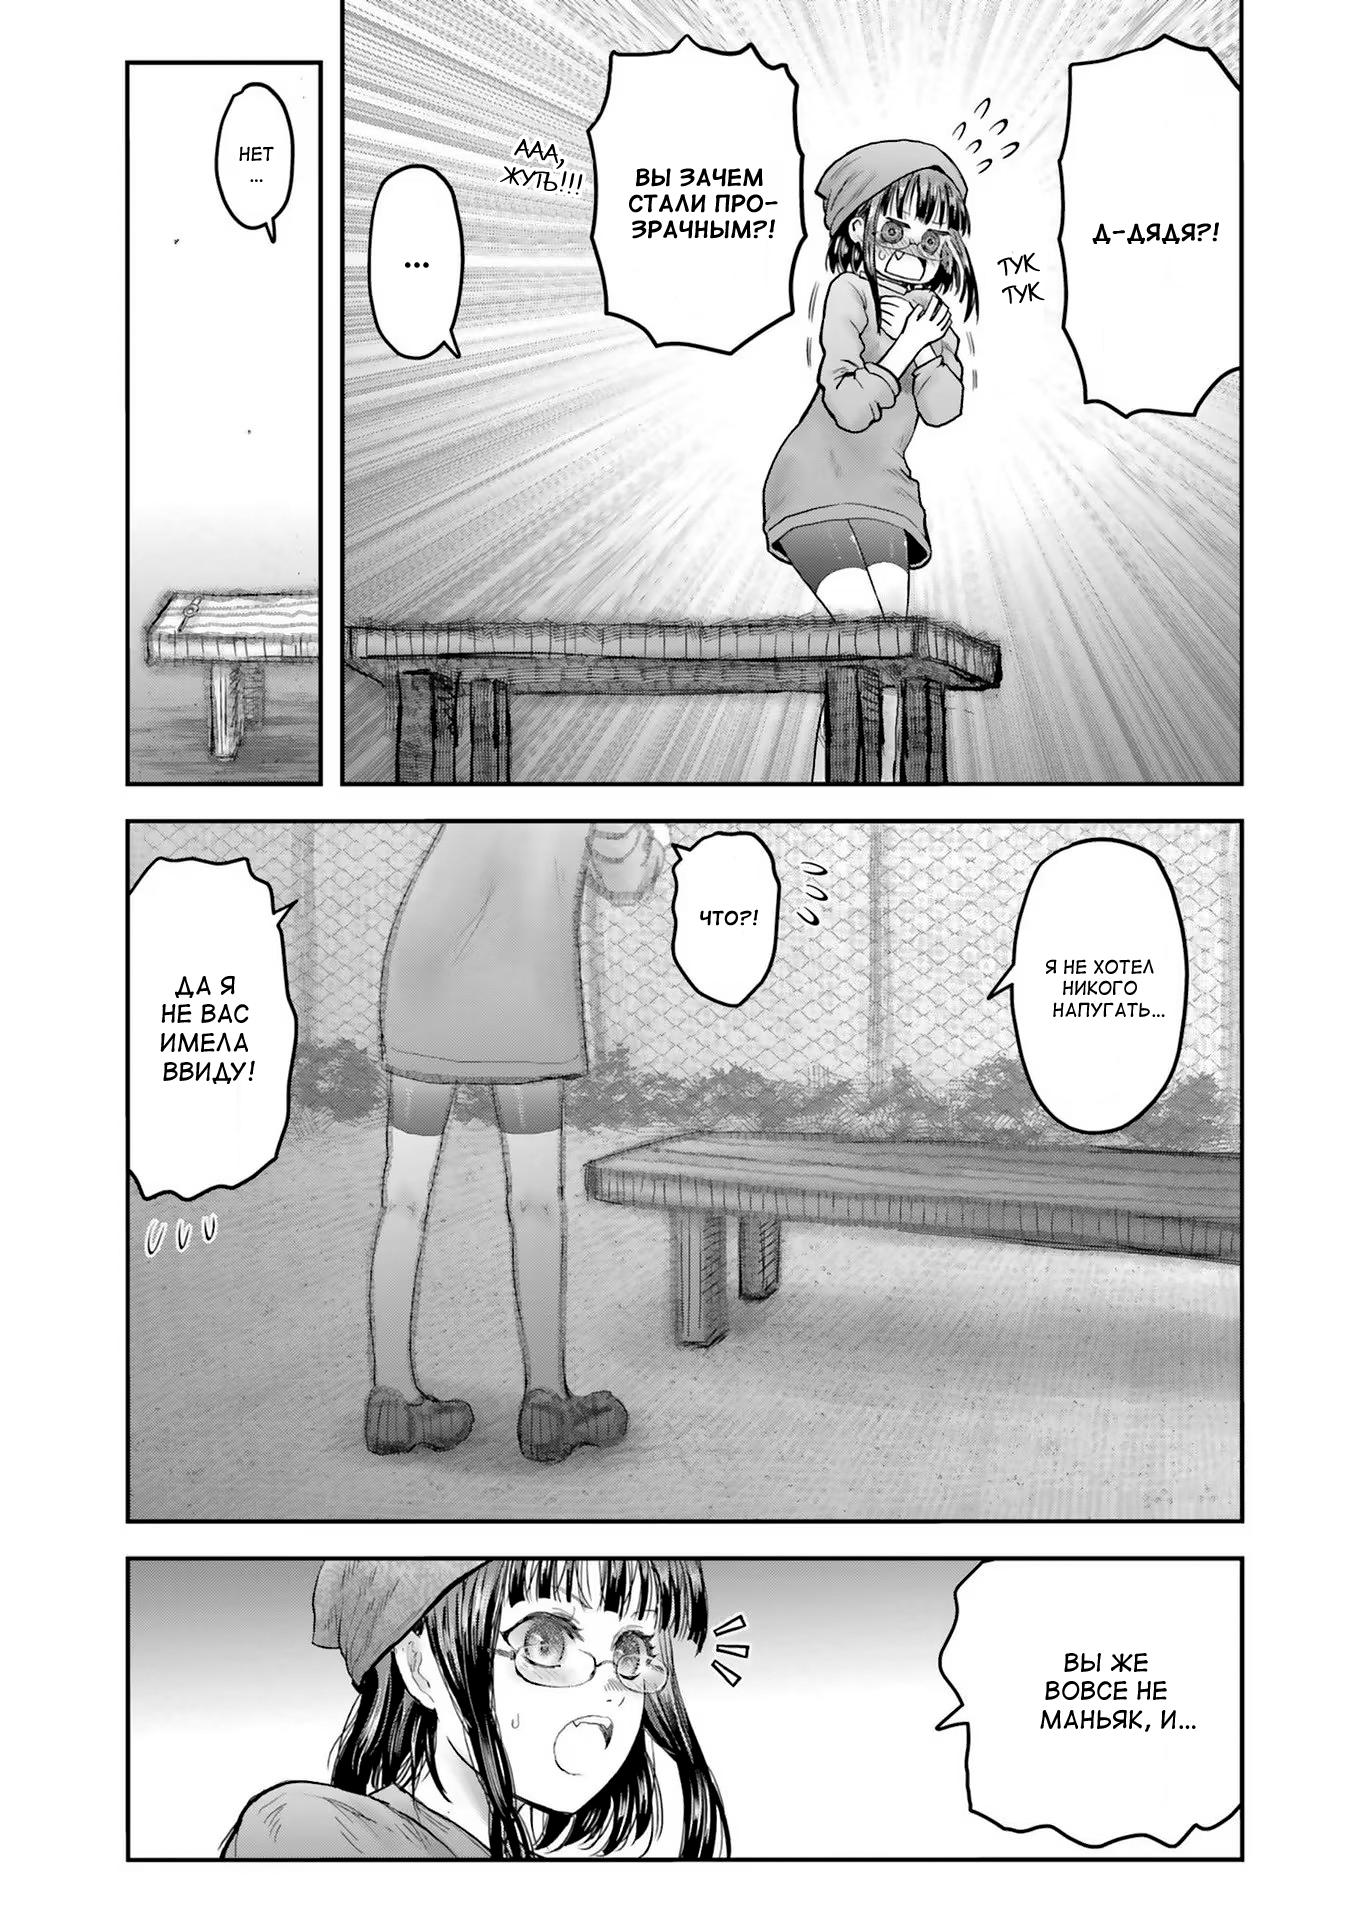 Д-ДЯДЯ?!
ТУК
ТУК
ВЫ ЗАЧЕМ
СТАЛИ ПРО-
ЗРАЧНЫМ?!
ААА,
ЖУТЬ!!!
...
НЕТ
...
Я НЕ ХОТЕЛ
НИКОГО
НАПУГАТЬ...
ЧТО?!
ДА Я
НЕ ВАС
ИМЕЛА
ВВИДУ!
ВЫ ЖЕ
ВОВСЕ НЕ
МАНЬЯК, И...